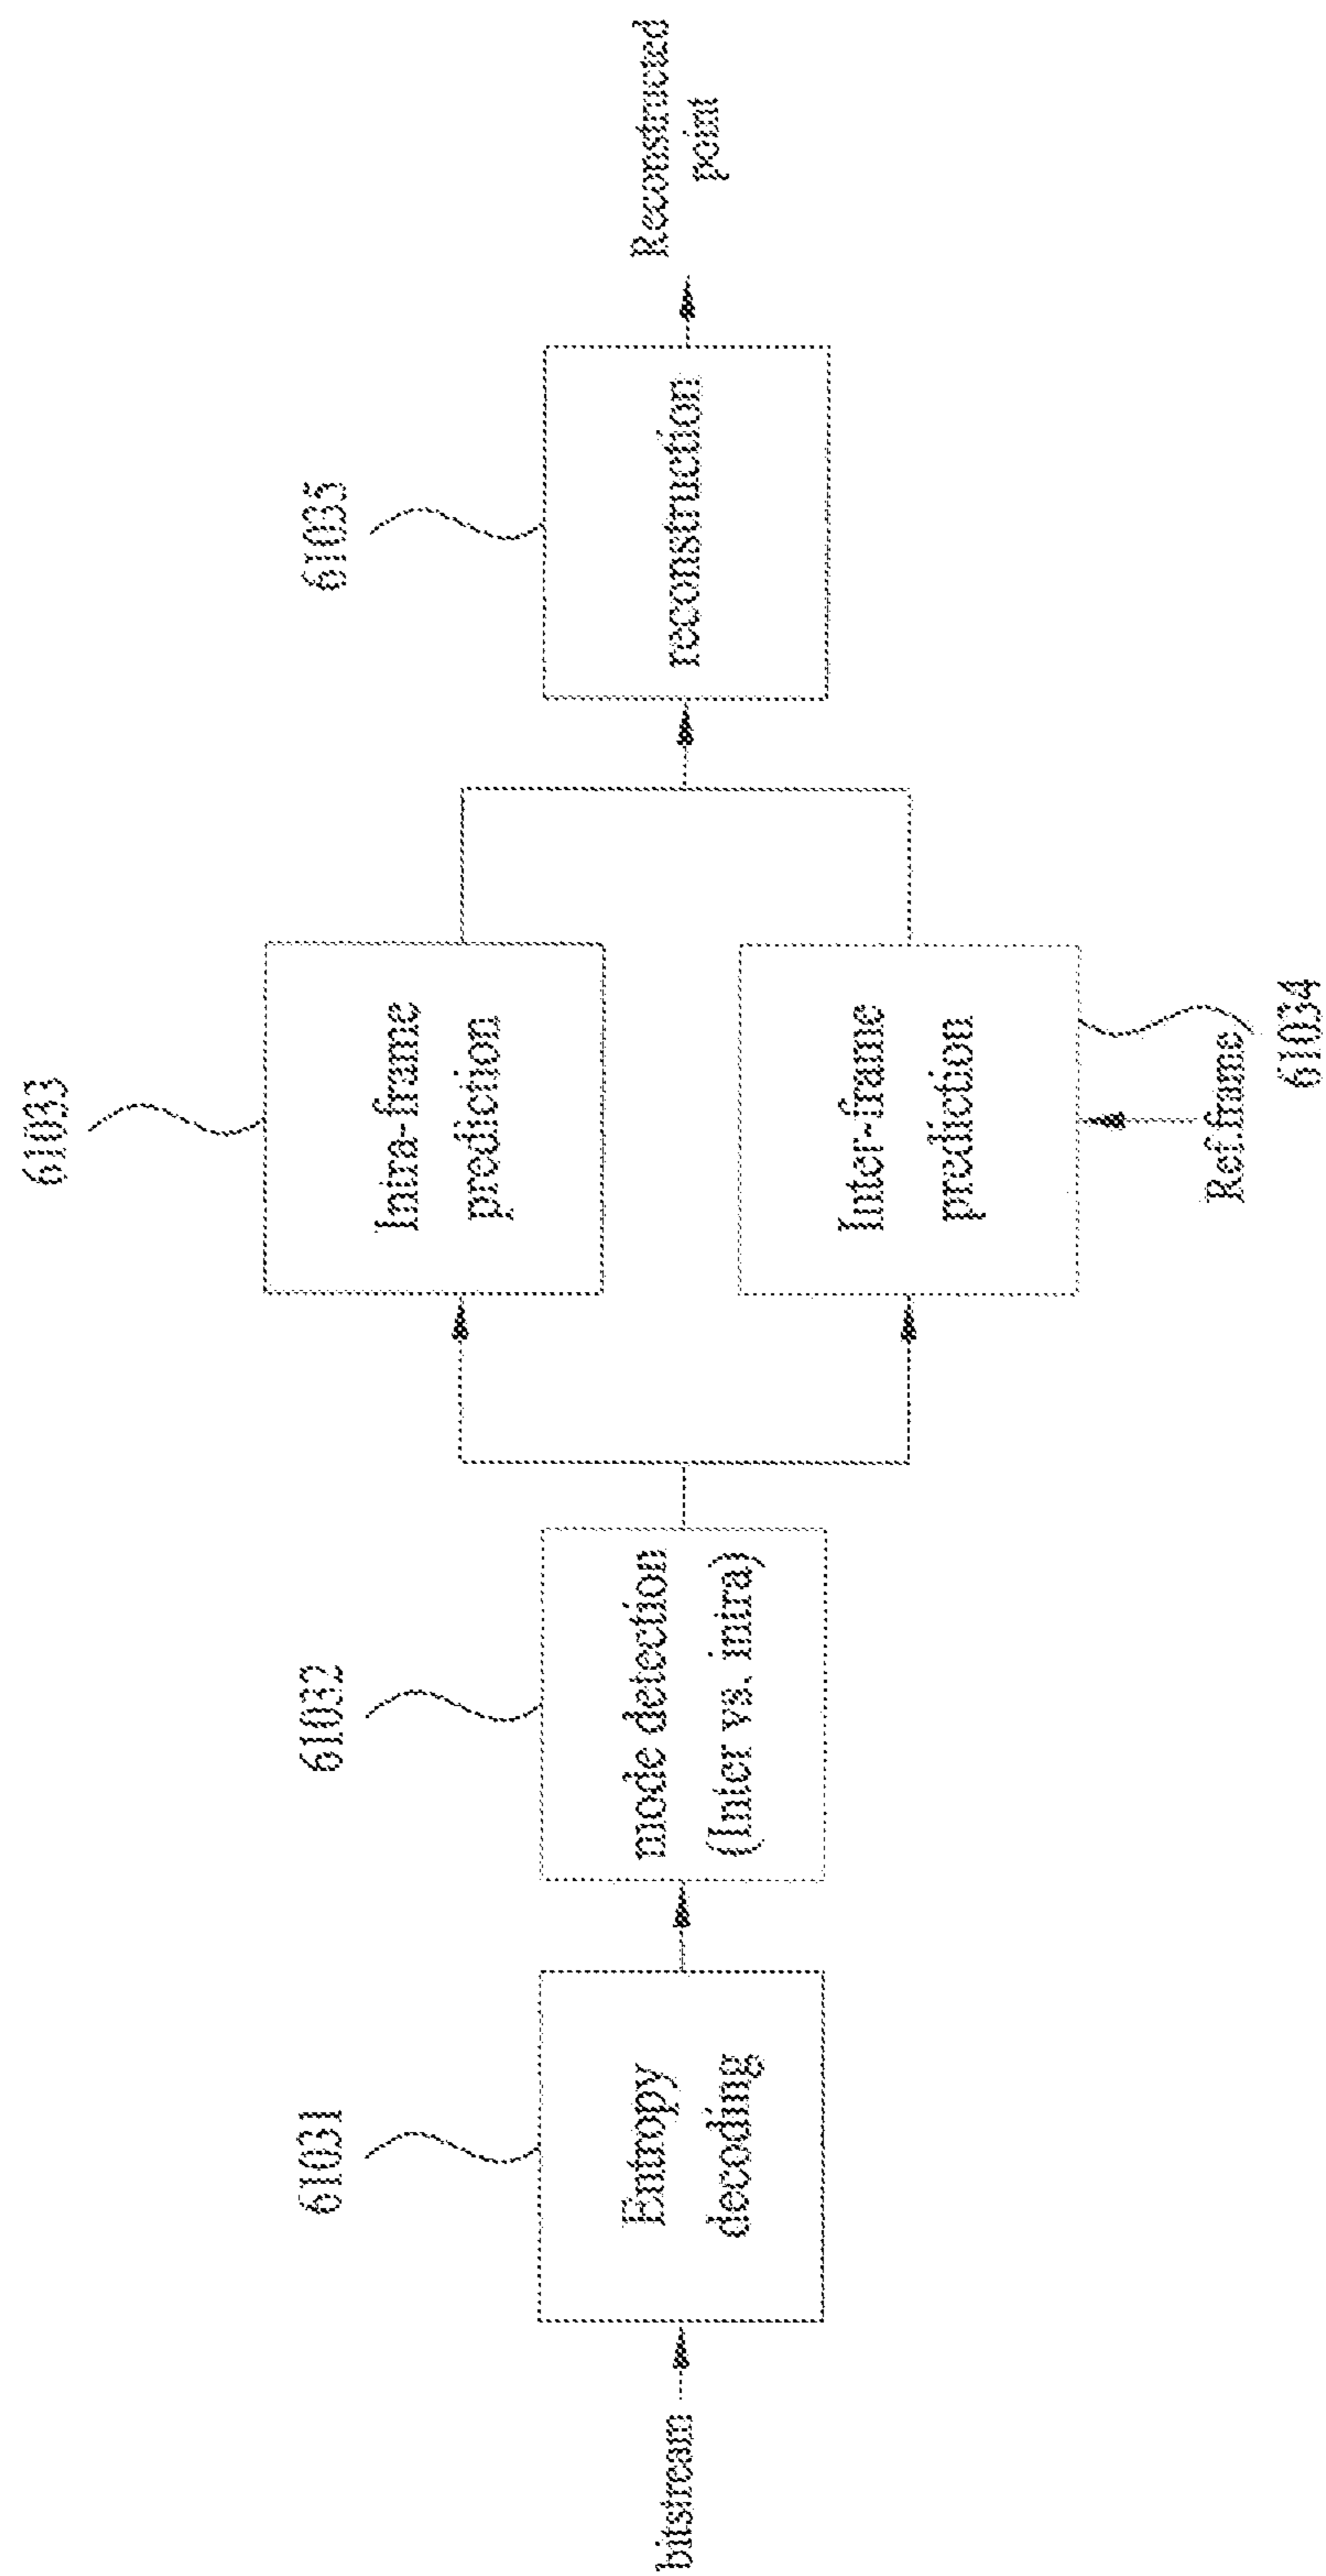 bitstream
61031
Entropy
decoding
61032
mode detection
(Inter vs. intra)
61033
Intra-frame
prediction
Inter-frame
prediction
61034
Ref.frame
61035
reconstruction
Reconstructed
point